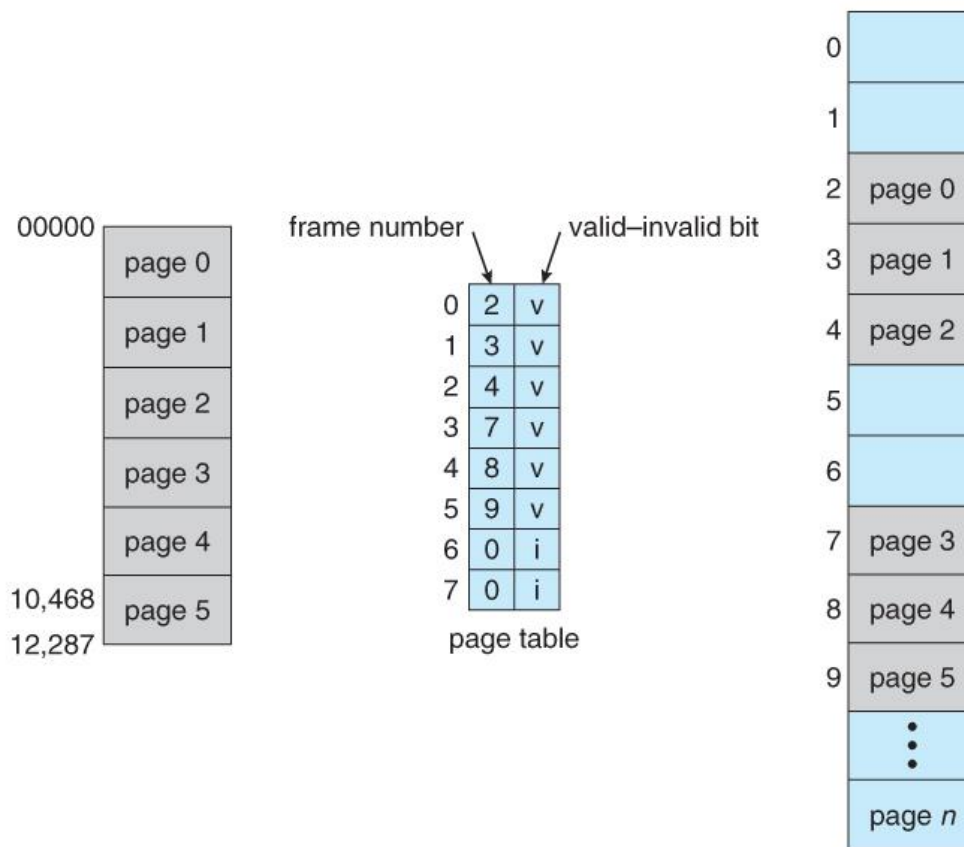 00000
page 0
page 1
page 2
page 3
page 4
10,468
page 5
12,287
frame number
valid–invalid bit
0 2 v
1 3 v
2 4 v
3 7 v
4 8 v
5 9 v
6 0 i
7 0 i
page table
0
1
2 page 0
3 page 1
4 page 2
5
6
7 page 3
8 page 4
9 page 5
page n